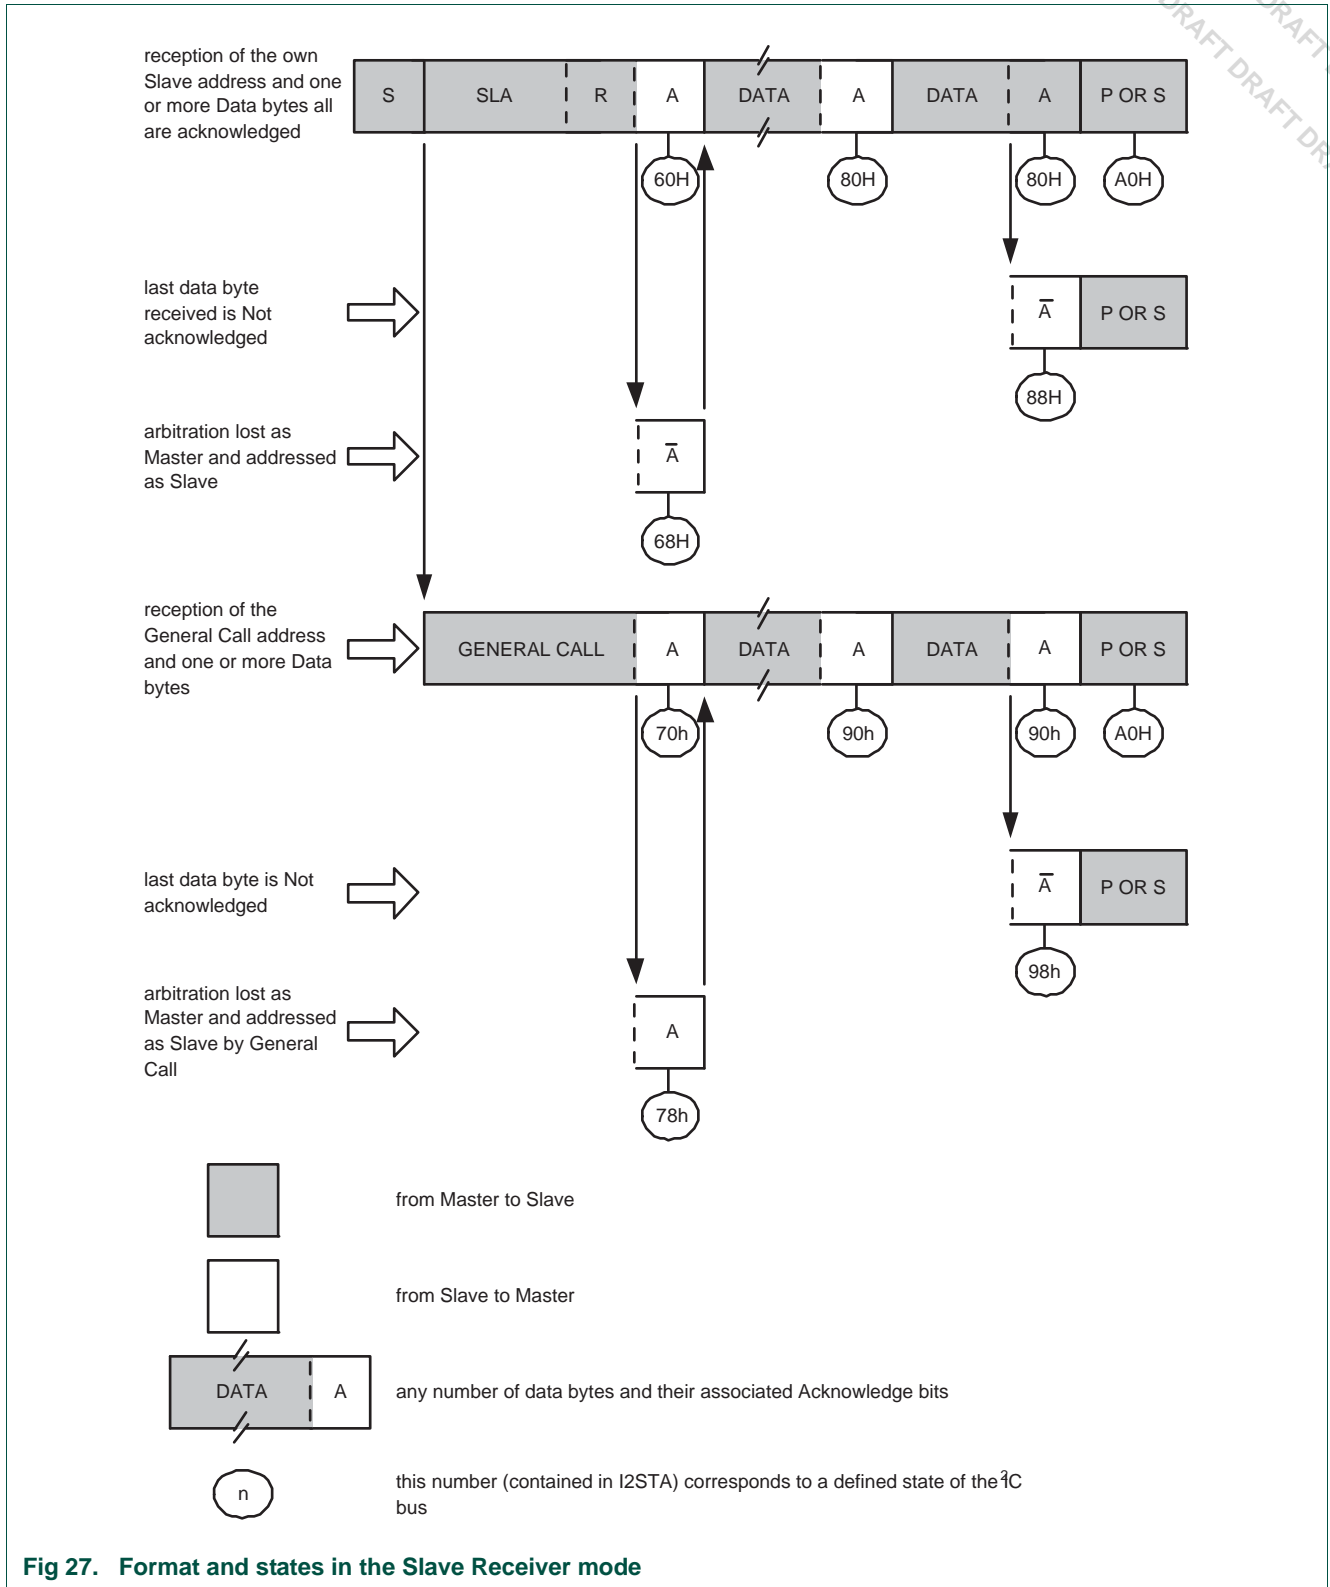 DRAFT DRAFT DRA
DRAFT
reception of the own
Slave address and one
or more Data bytes all
are acknowledged
S SLA R A DATA A DATA A P OR S
60H 80H 80H A0H
last data byte
received is Not
acknowledged
A P OR S
88H
arbitration lost as
Master and addressed
as Slave
A
68H
reception of the
General Call address
and one or more Data
bytes
GENERAL CALL A DATA A DATA A P OR S
70h 90h 90h A0H
last data byte is Not
acknowledged
A P OR S
98h
arbitration lost as
Master and addressed
as Slave by General
Call
A
78h
from Master to Slave
from Slave to Master
DATA A any number of data bytes and their associated Acknowledge bits
n this number (contained in I2STA) corresponds to a defined state of the I²C
bus
Fig 27. Format and states in the Slave Receiver mode